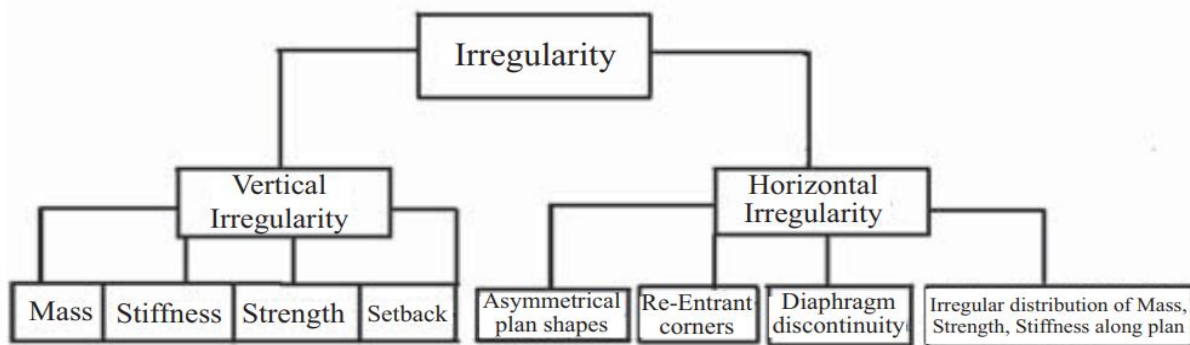 Irregularity
Vertical
Irregularity
Horizontal
Irregularity
Mass
Stiffness
Strength
Setback
Asymmetrical
plan shapes
Re-Entrant
corners
Diaphragm
discontinuity
Irregular distribution of Mass,
Strength, Stiffness along plan